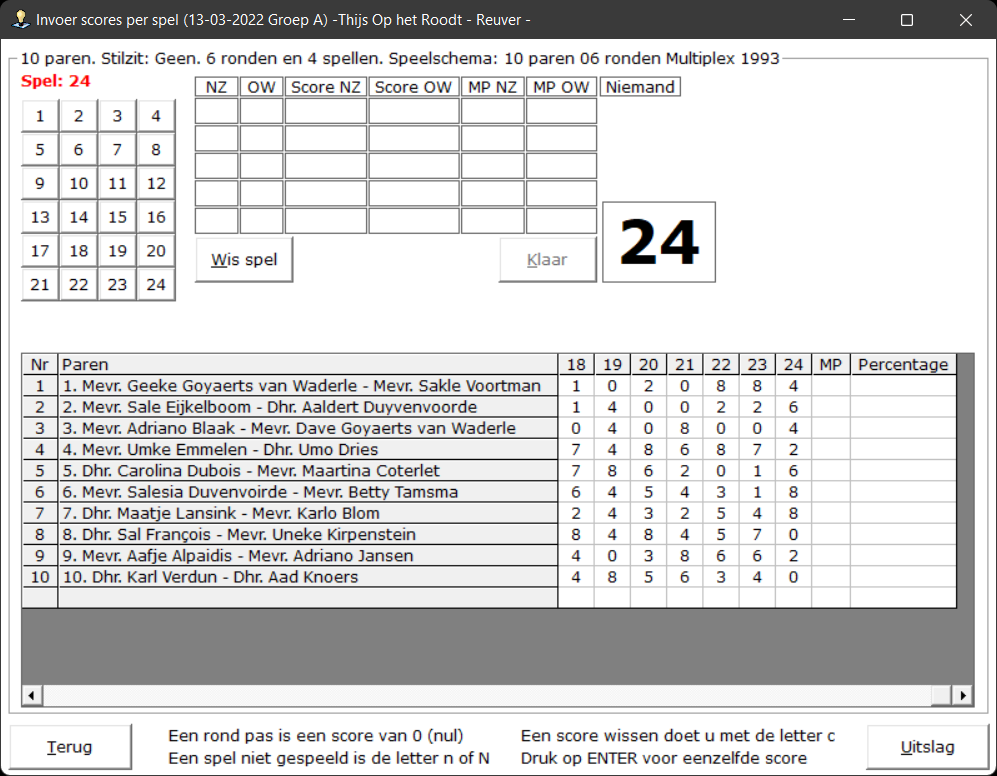 Invoer scores per spel (13-03-2022 Groep A) -Thijs Op het Roodt - Reuver -
10 paren. Stilzit: Geen. 6 ronden en 4 spellen. Speelschema: 10 paren 06 ronden Multiplex 1993
Spel: 24
NZ OW Score NZ Score OW MP NZ MP OW Niemand
1 2 3 4
5 6 7 8
9 10 11 12
13 14 15 16
17 18 19 20
21 22 23 24
24
Wis spel Klaar
Nr Paren 18 19 20 21 22 23 24 MP Percentage
1 1. Mevr. Geeke Goyaerts van Waderle - Mevr. Sakle Voortman 1 0 2 0 8 8 4
2 2. Mevr. Sale Eijkelboom - Dhr. Aaldert Duyvenvoorde 1 4 0 0 2 2 6
3 3. Mevr. Adriano Blaak - Mevr. Dave Goyaerts van Waderle 0 4 0 8 0 0 4
4 4. Mevr. Umke Emmelen - Dhr. Umo Dries 7 4 8 6 8 7 2
5 5. Dhr. Carolina Dubois - Mevr. Maartina Coterlet 7 8 6 2 0 1 6
6 6. Mevr. Salesia Duvenvoirde - Mevr. Betty Tamsma 6 4 5 4 3 1 8
7 7. Dhr. Maatje Lansink - Mevr. Karlo Blom 2 4 3 2 5 4 8
8 8. Dhr. Sal François - Mevr. Uneke Kirpenstein 8 4 8 4 5 7 0
9 9. Mevr. Aafje Alpaidis - Mevr. Adriano Jansen 4 0 3 8 6 6 2
10 10. Dhr. Karl Verdun - Dhr. Aad Knoers 4 8 5 6 3 4 0
Terug
Een rond pas is een score van 0 (nul)
Een spel niet gespeeld is de letter n of N
Een score wissen doet u met de letter c
Druk op ENTER voor eenzelfde score
Uitslag